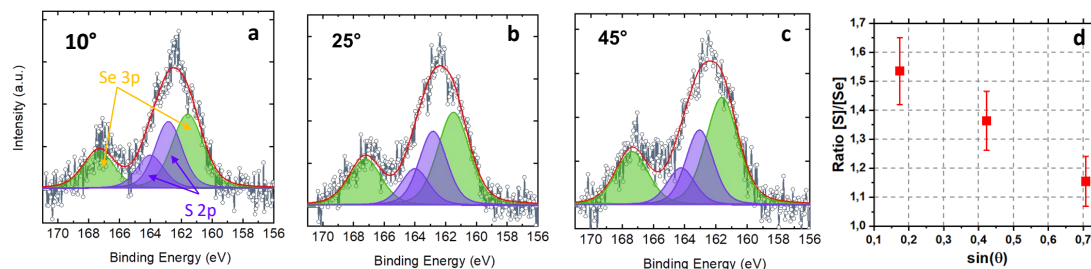 a
10°
Se 3p
S 2p
Intensity (a.u.)
170 168 166 164 162 160 158 156
Binding Energy (eV)
b
25°
170 168 166 164 162 160 158 156
Binding Energy (eV)
c
45°
170 168 166 164 162 160 158 156
Binding Energy (eV)
d
Ratio [S]/[Se]
1,7
1,6
1,5
1,4
1,3
1,2
1,1
1,0
0,1 0,2 0,3 0,4 0,5 0,6 0,7
sin(θ)